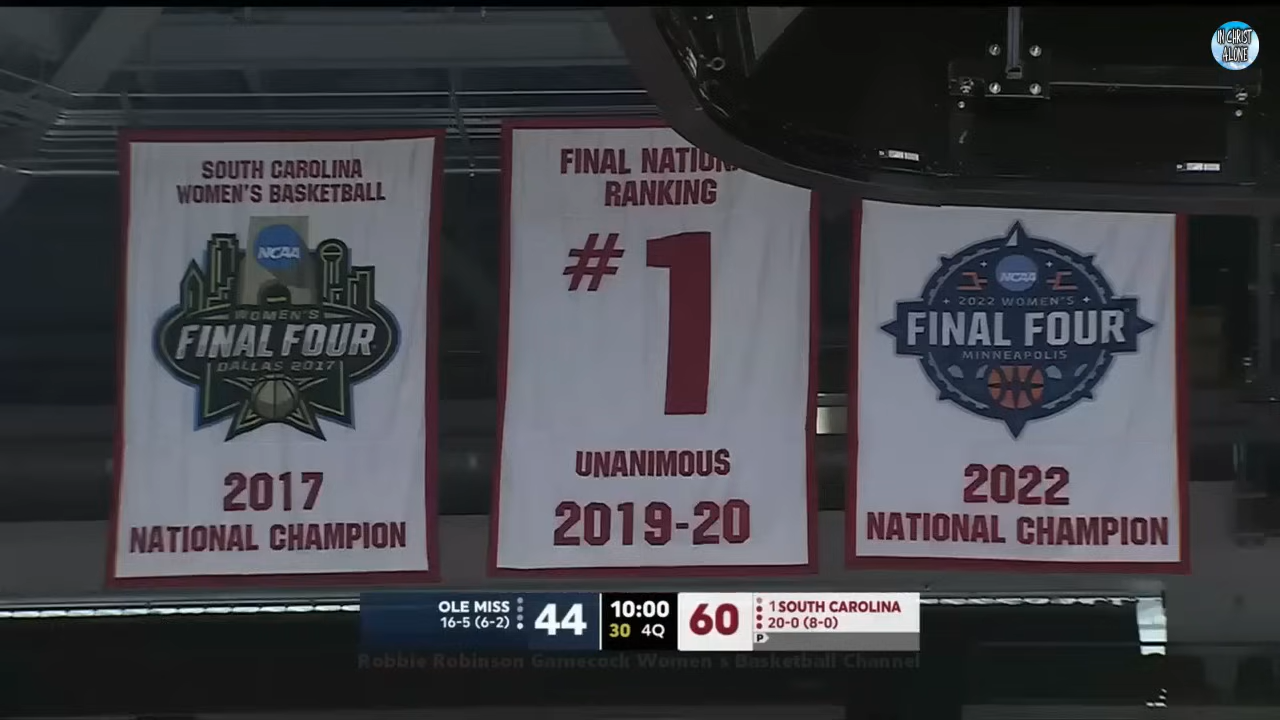 IN CHRIST
ALONE
SOUTH CAROLINA
WOMEN'S BASKETBALL
NCAA
WOMEN'S
FINAL FOUR
DALLAS 2017
2017
NATIONAL CHAMPION
FINAL NATION
RANKING
#1
UNANIMOUS
2019-20
NCAA
2022 WOMEN'S
FINAL FOUR
MINNEAPOLIS
2022
NATIONAL CHAMPION
OLE MISS 44 10:00 60 1 SOUTH CAROLINA
16-5 (6-2) 30 4Q 20-0 (8-0)
P
Robbie Robinson Gamecock Women's Basketball Channel